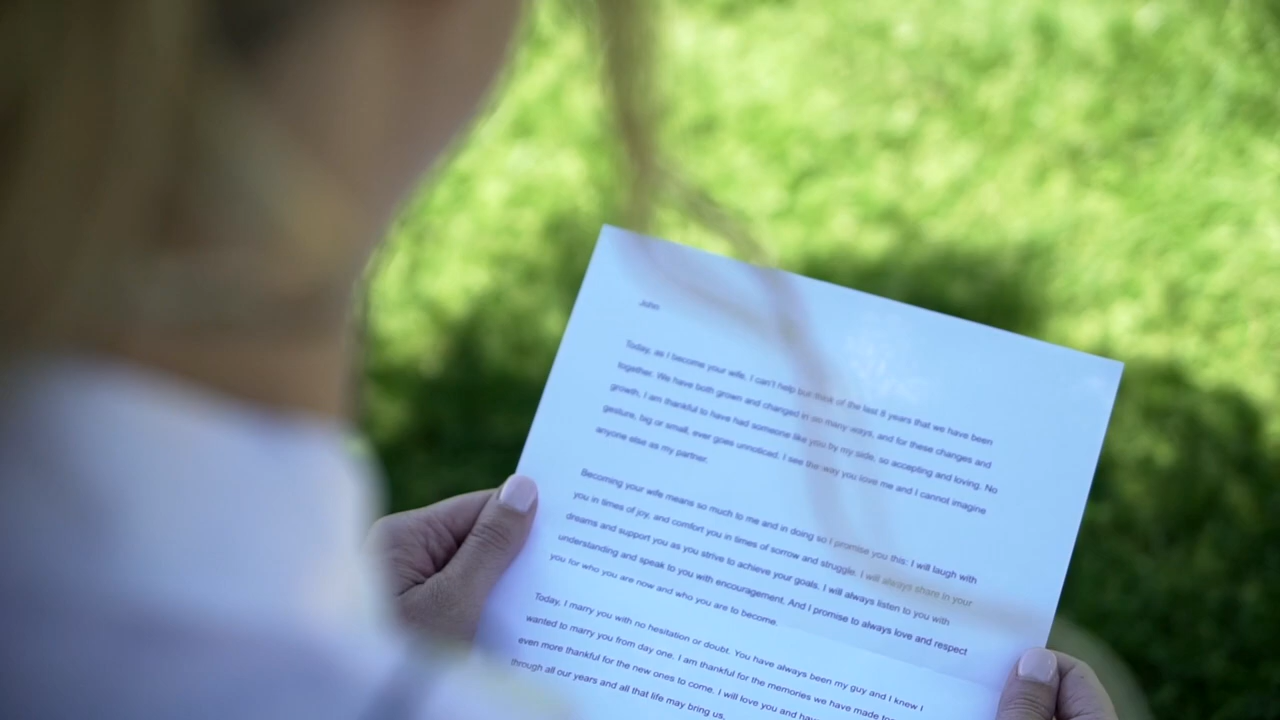 John
Today, as I become your wife, I can't help but think of the last 8 years that we have been
together. We have both grown and changed in so many ways, and for these changes and
growth, I am thankful to have had someone like you by my side, so accepting and loving. No
gesture, big or small, ever goes unnoticed. I see the way you love me and I cannot imagine
anyone else as my partner.
Becoming your wife means so much to me and in doing so I promise you this: I will laugh with
you in times of joy, and comfort you in times of sorrow and struggle. I will always share in your
dreams and support you as you strive to achieve your goals. I will always listen to you with
understanding and speak to you with encouragement. And I promise to always love and respect
you for who you are now and who you are to become.
Today, I marry you with no hesitation or doubt. You have always been my guy and I knew I
wanted to marry you from day one. I am thankful for the memories we have made
even more thankful for the new ones to come. I will love you and
through all our years and all that life may bring us.